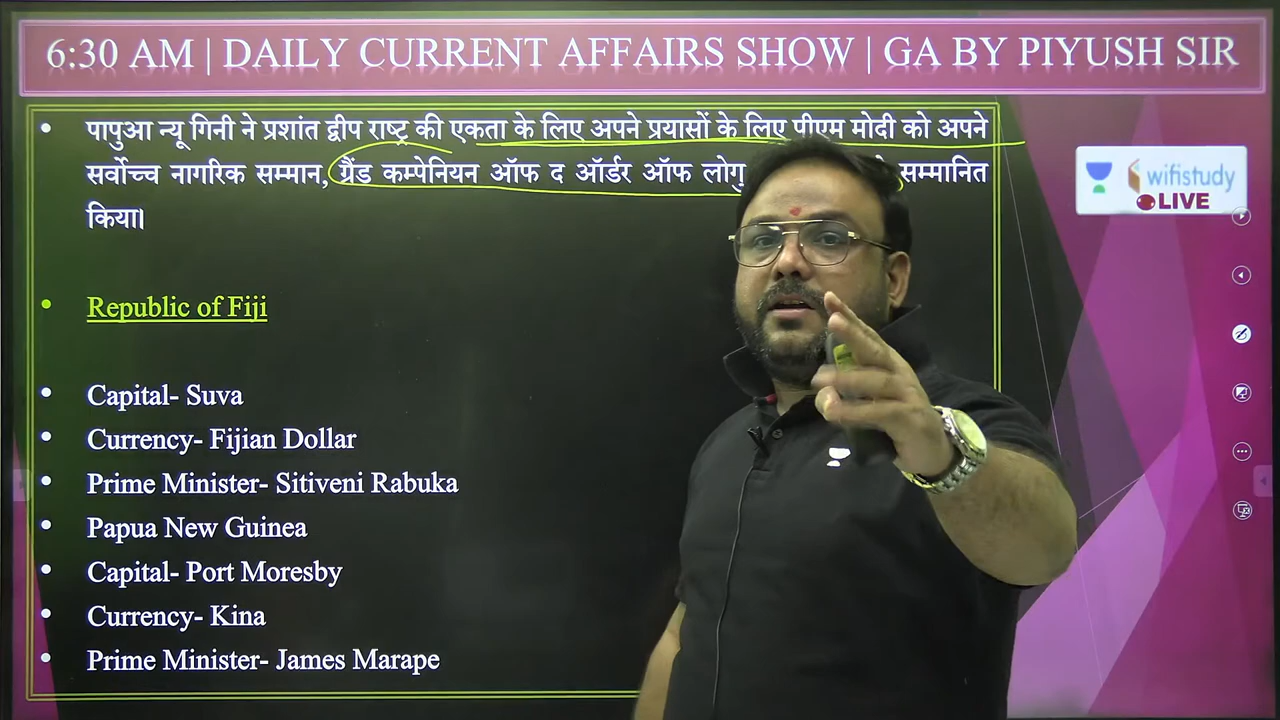 6:30 AM | DAILY CURRENT AFFAIRS SHOW | GA BY PIYUSH SIR
• पापुआ न्यू गिनी ने प्रशांत द्वीप राष्ट्र की एकता के लिए अपने प्रयासों के लिए पीएम मोदी को अपने
सर्वोच्च नागरिक सम्मान, ग्रैंड कम्पेनियन ऑफ द ऑर्डर ऑफ लोगु सम्मानित
किया।
wifistudy
LIVE
• Republic of Fiji
• Capital- Suva
• Currency- Fijian Dollar
• Prime Minister- Sitiveni Rabuka
• Papua New Guinea
• Capital- Port Moresby
• Currency- Kina
• Prime Minister- James Marape